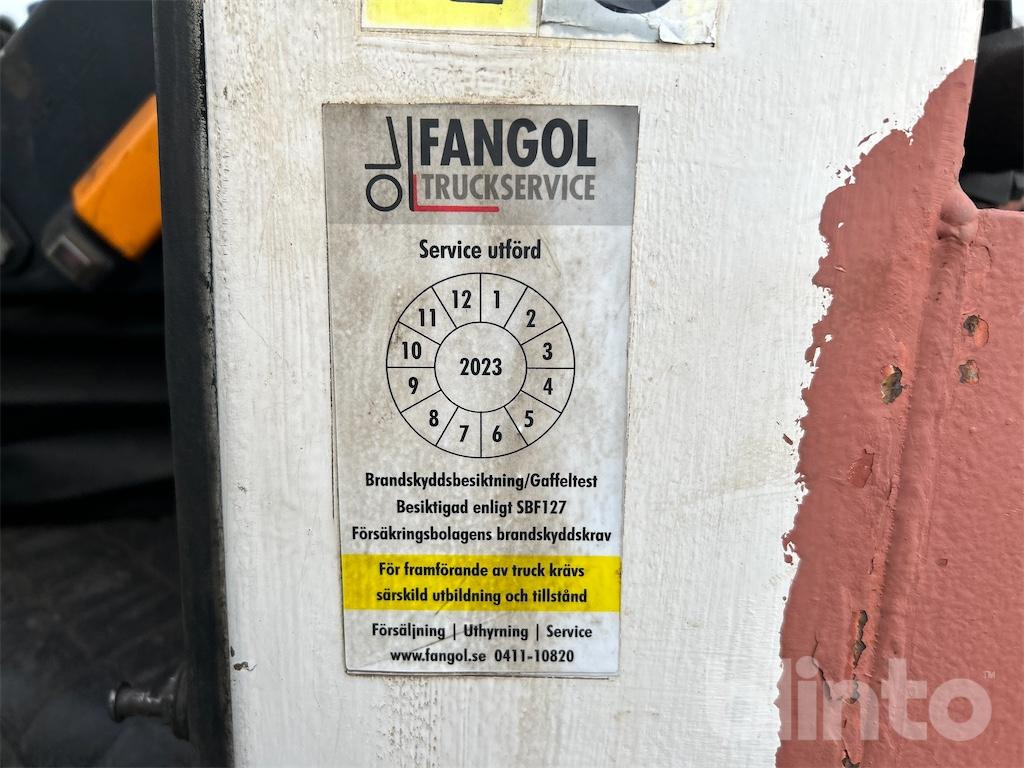 FANGOL
TRUCKSERVICE
Service utförd
12 1
11 2
10 3
2023
9 4
8 5
7 6
Brandskyddsbesiktning/Gaffeltest
Besiktigad enligt SBF127
Försäkringsbolagens brandskyddskrav
För framförande av truck krävs
särskild utbildning och tillstånd
Försäljning | Uthyrning | Service
www.fangol.se 0411-10820
klinto™